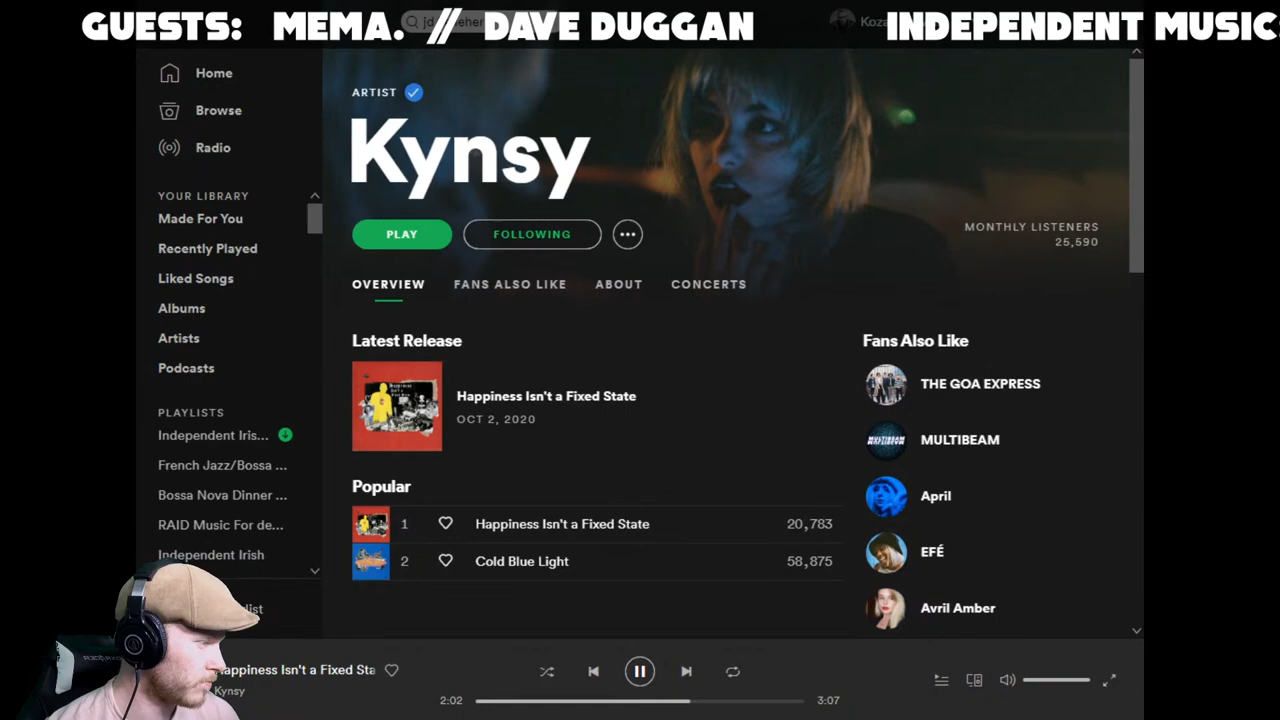 GUESTS: MEMA. // DAVE DUGGAN INDEPENDENT MUSIC
Home
Browse
Radio
YOUR LIBRARY
Made For You
Recently Played
Liked Songs
Albums
Artists
Podcasts
PLAYLISTS
Independent Iris...
French Jazz/Bossa ...
Bossa Nova Dinner ...
RAID Music For de...
Independent Irish
ARTIST
Kynsy
PLAY
FOLLOWING
MONTHLY LISTENERS
25,590
OVERVIEW FANS ALSO LIKE ABOUT CONCERTS
Latest Release
Happiness Isn't a Fixed State
OCT 2, 2020
Popular
1 Happiness Isn't a Fixed State 20,783
2 Cold Blue Light 58,875
Fans Also Like
THE GOA EXPRESS
MULTIBEAM
April
EFÉ
Avril Amber
Happiness Isn't a Fixed Sta
Kynsy
2:02
3:07